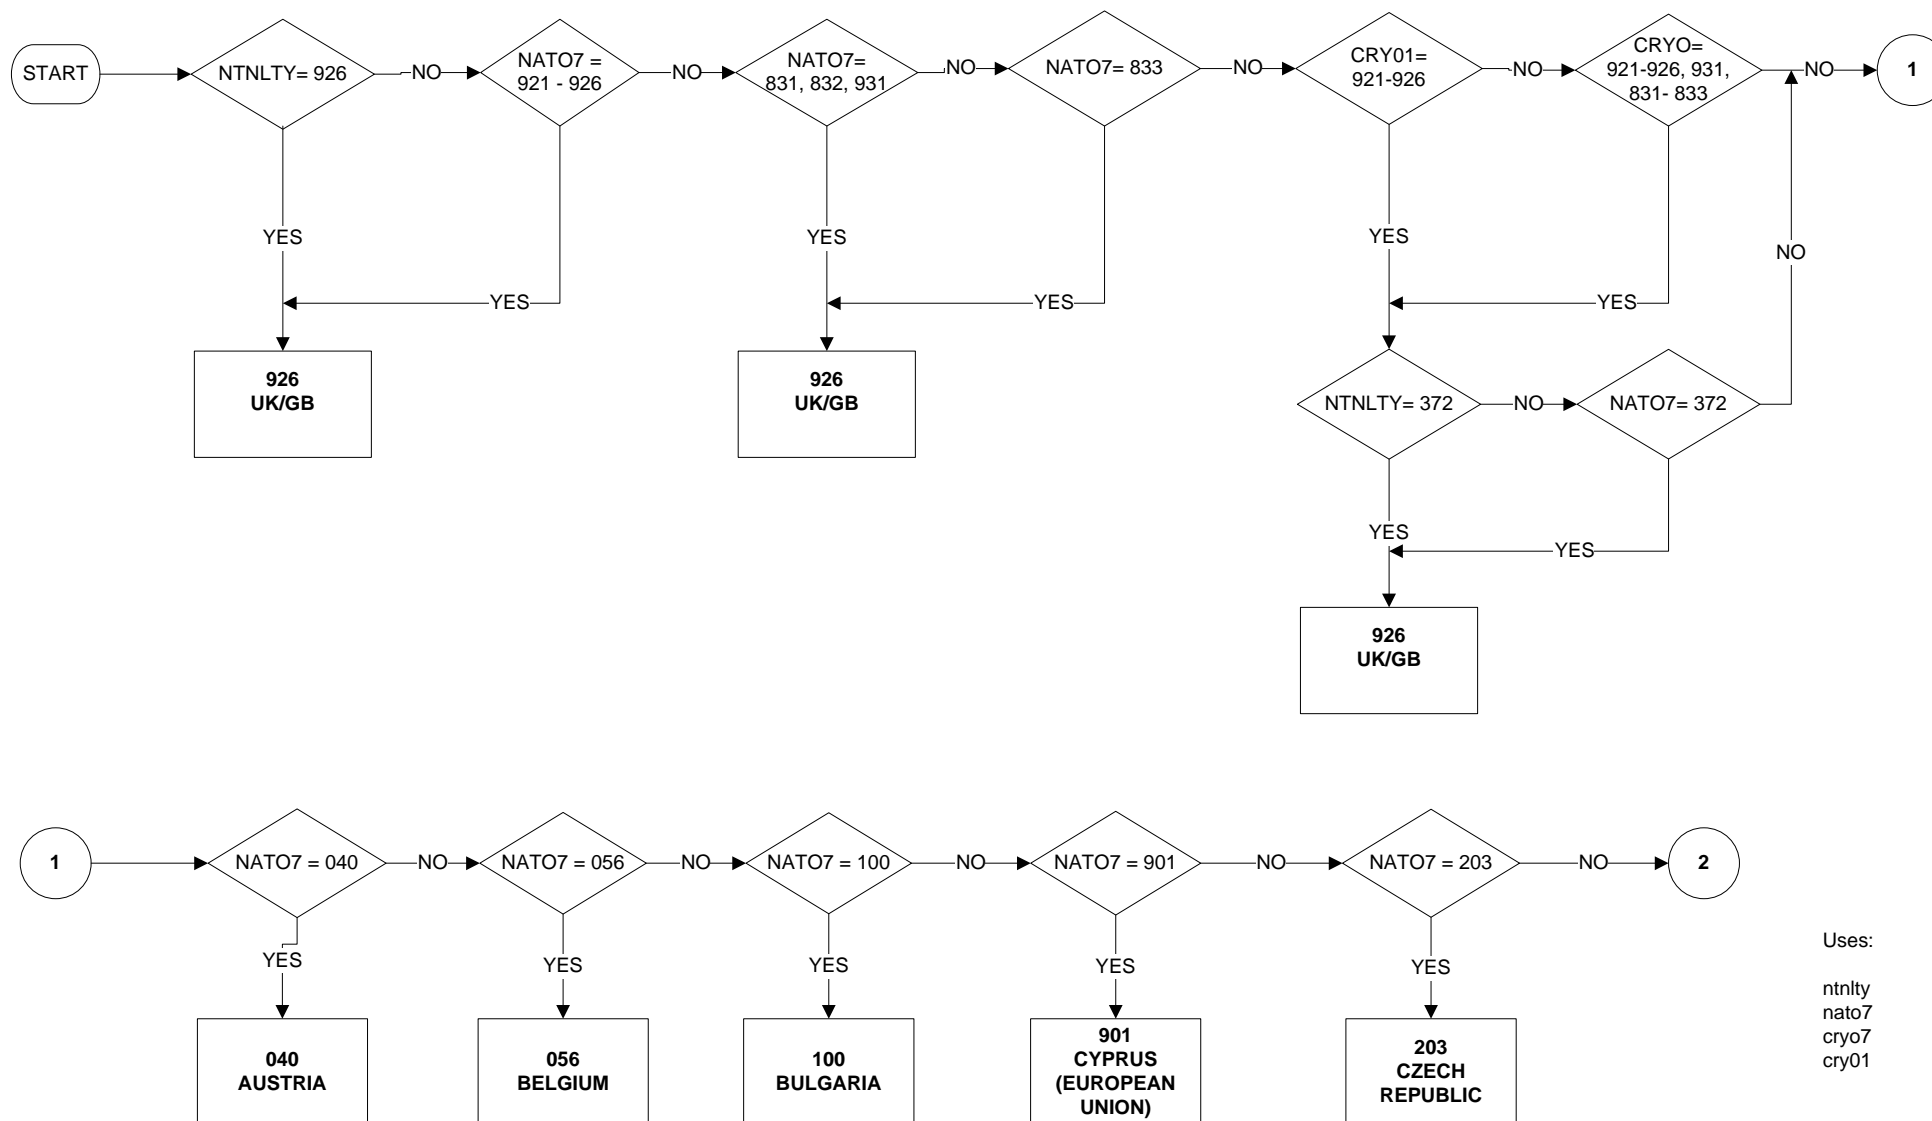 START
NTNLTY= 926
NO
NATO7 =
921 - 926
NO
NATO7=
831, 832, 931
NO
NATO7= 833
NO
CRY01=
921-926
NO
CRYO=
921-926, 931,
831- 833
NO
1
YES
YES
YES
YES
YES
YES
NO
926
UK/GB
926
UK/GB
NTNLTY= 372
NO
NATO7= 372
YES
YES
926
UK/GB
1
NATO7 = 040
NO
NATO7 = 056
NO
NATO7 = 100
NO
NATO7 = 901
NO
NATO7 = 203
NO
2
YES
YES
YES
YES
YES
040
AUSTRIA
056
BELGIUM
100
BULGARIA
901
CYPRUS
(EUROPEAN
UNION)
203
CZECH
REPUBLIC
Uses:
ntnlty
nato7
cryo7
cry01